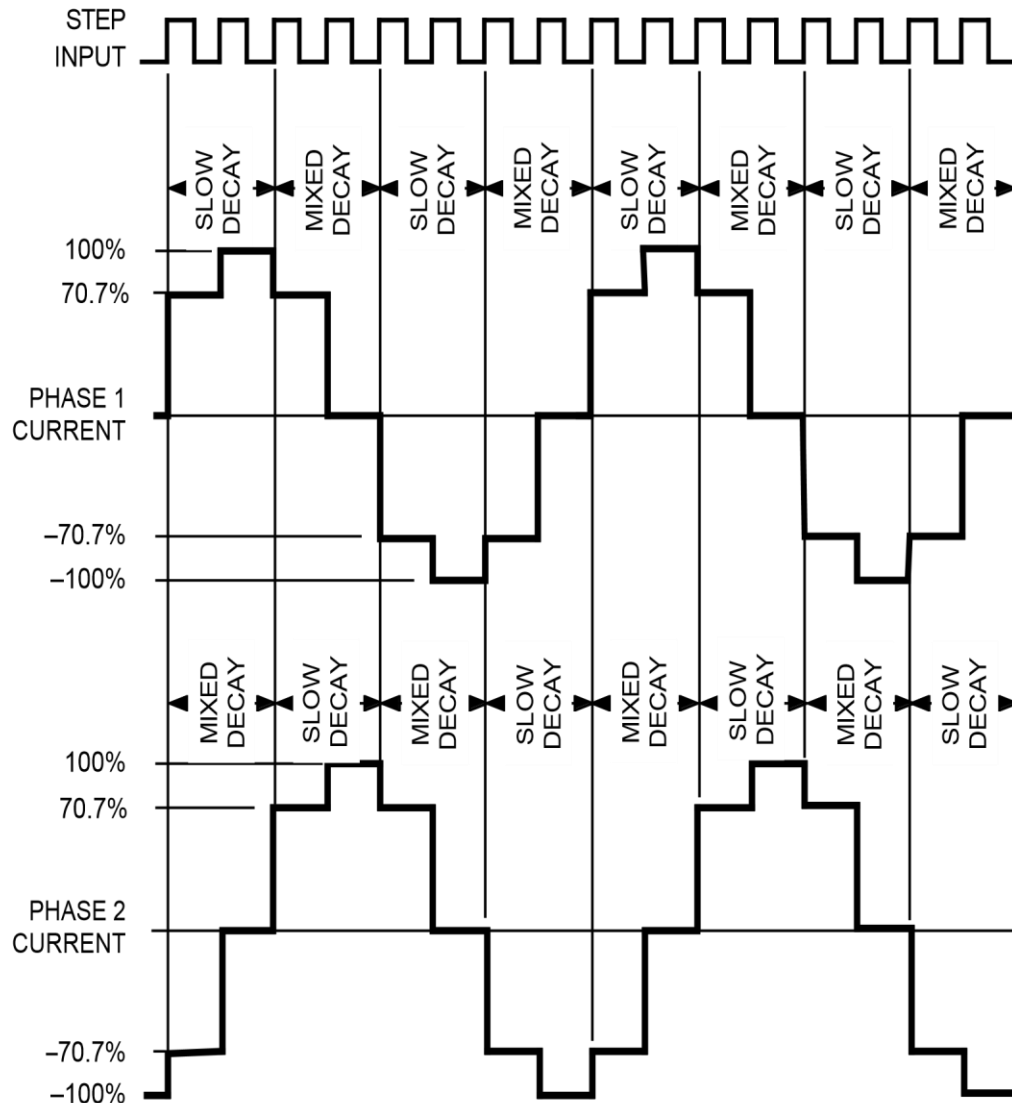 STEP
INPUT
SLOW
DECAY
MIXED
DECAY
SLOW
DECAY
MIXED
DECAY
SLOW
DECAY
MIXED
DECAY
SLOW
DECAY
MIXED
DECAY
100%
70.7%
PHASE 1
CURRENT
–70.7%
–100%
MIXED
DECAY
SLOW
DECAY
MIXED
DECAY
SLOW
DECAY
MIXED
DECAY
SLOW
DECAY
MIXED
DECAY
SLOW
DECAY
100%
70.7%
PHASE 2
CURRENT
–70.7%
–100%